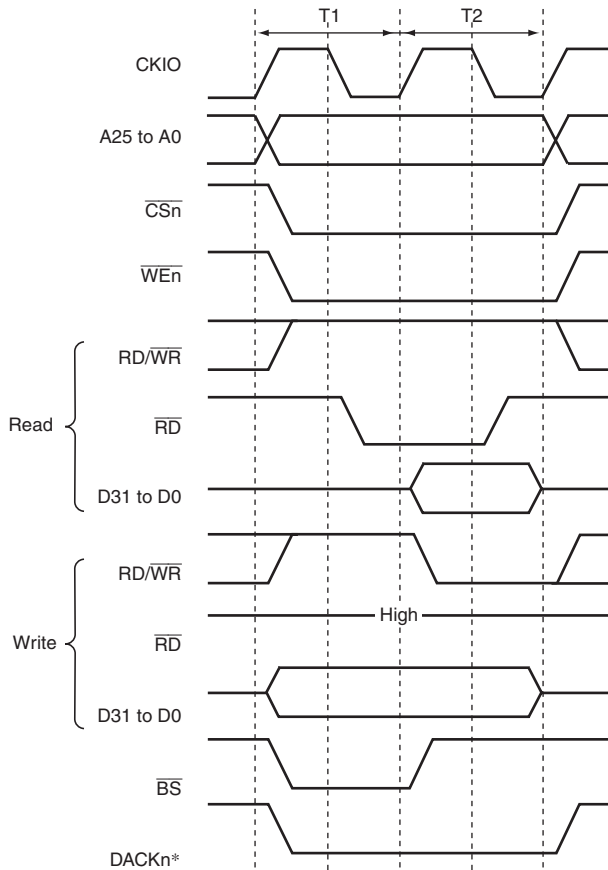 T1 T2
CKIO
A25 to A0
CSn
WEn
RD/WR
Read
RD
D31 to D0
RD/WR
High
Write
RD
D31 to D0
BS
DACKn*